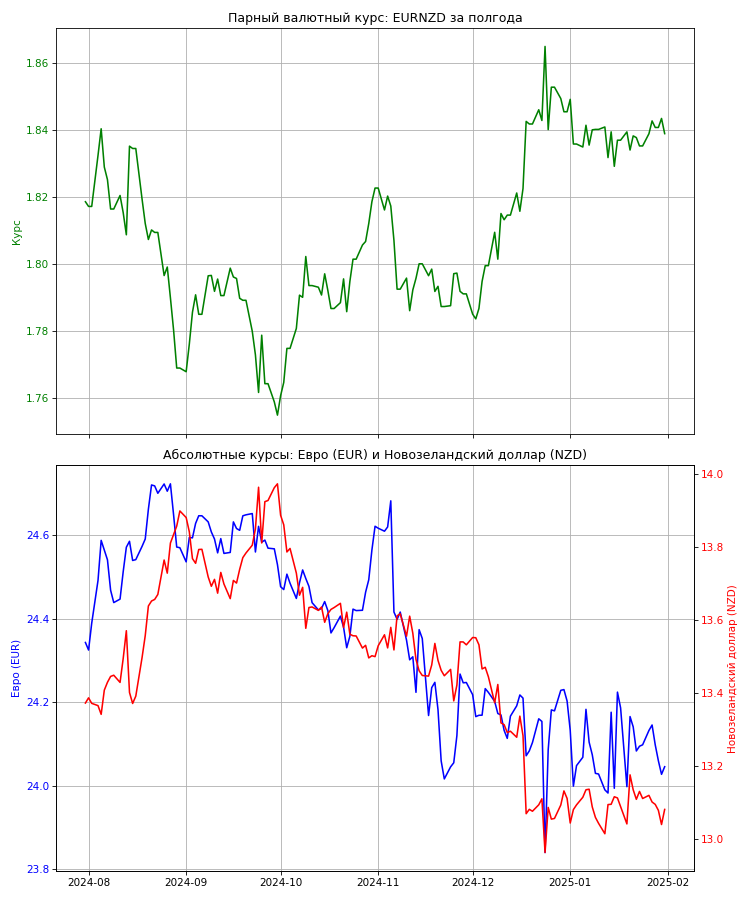 Парный валютный курс: EURNZD за полгода
1.86
1.84
1.82
1.80
1.78
1.76
Курс
Абсолютные курсы: Евро (EUR) и Новозеландский доллар (NZD)
24.6
24.4
24.2
24.0
23.8
Евро (EUR)
14.0
13.8
13.6
13.4
13.2
13.0
Новозеландский доллар (NZD)
2024-08 2024-09 2024-10 2024-11 2024-12 2025-01 2025-02